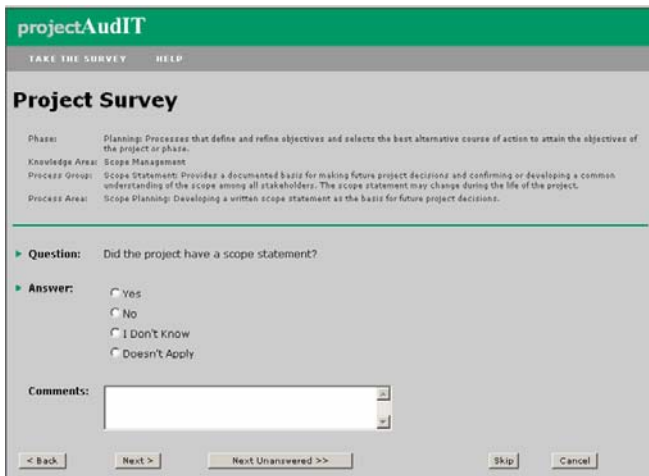 projectAudIT
TAKE THE SURVEY HELP
Project Survey
Phase: Planning: Processes that define and refine objectives and selects the best alternative course of action to attain the objectives of
the project or phase.
Knowledge Area: Scope Management
Process Group: Scope Statement: Provides a documented basis for making future project decisions and confirming or developing a common
understanding of the scope among all stakeholders. The scope statement may change during the life of the project.
Process Area: Scope Planning: Developing a written scope statement as the basis for future project decisions.
Question: Did the project have a scope statement?
Answer:
Yes
No
I Don't Know
Doesn't Apply
Comments:
< Back Next > Next Unanswered >> Skip Cancel